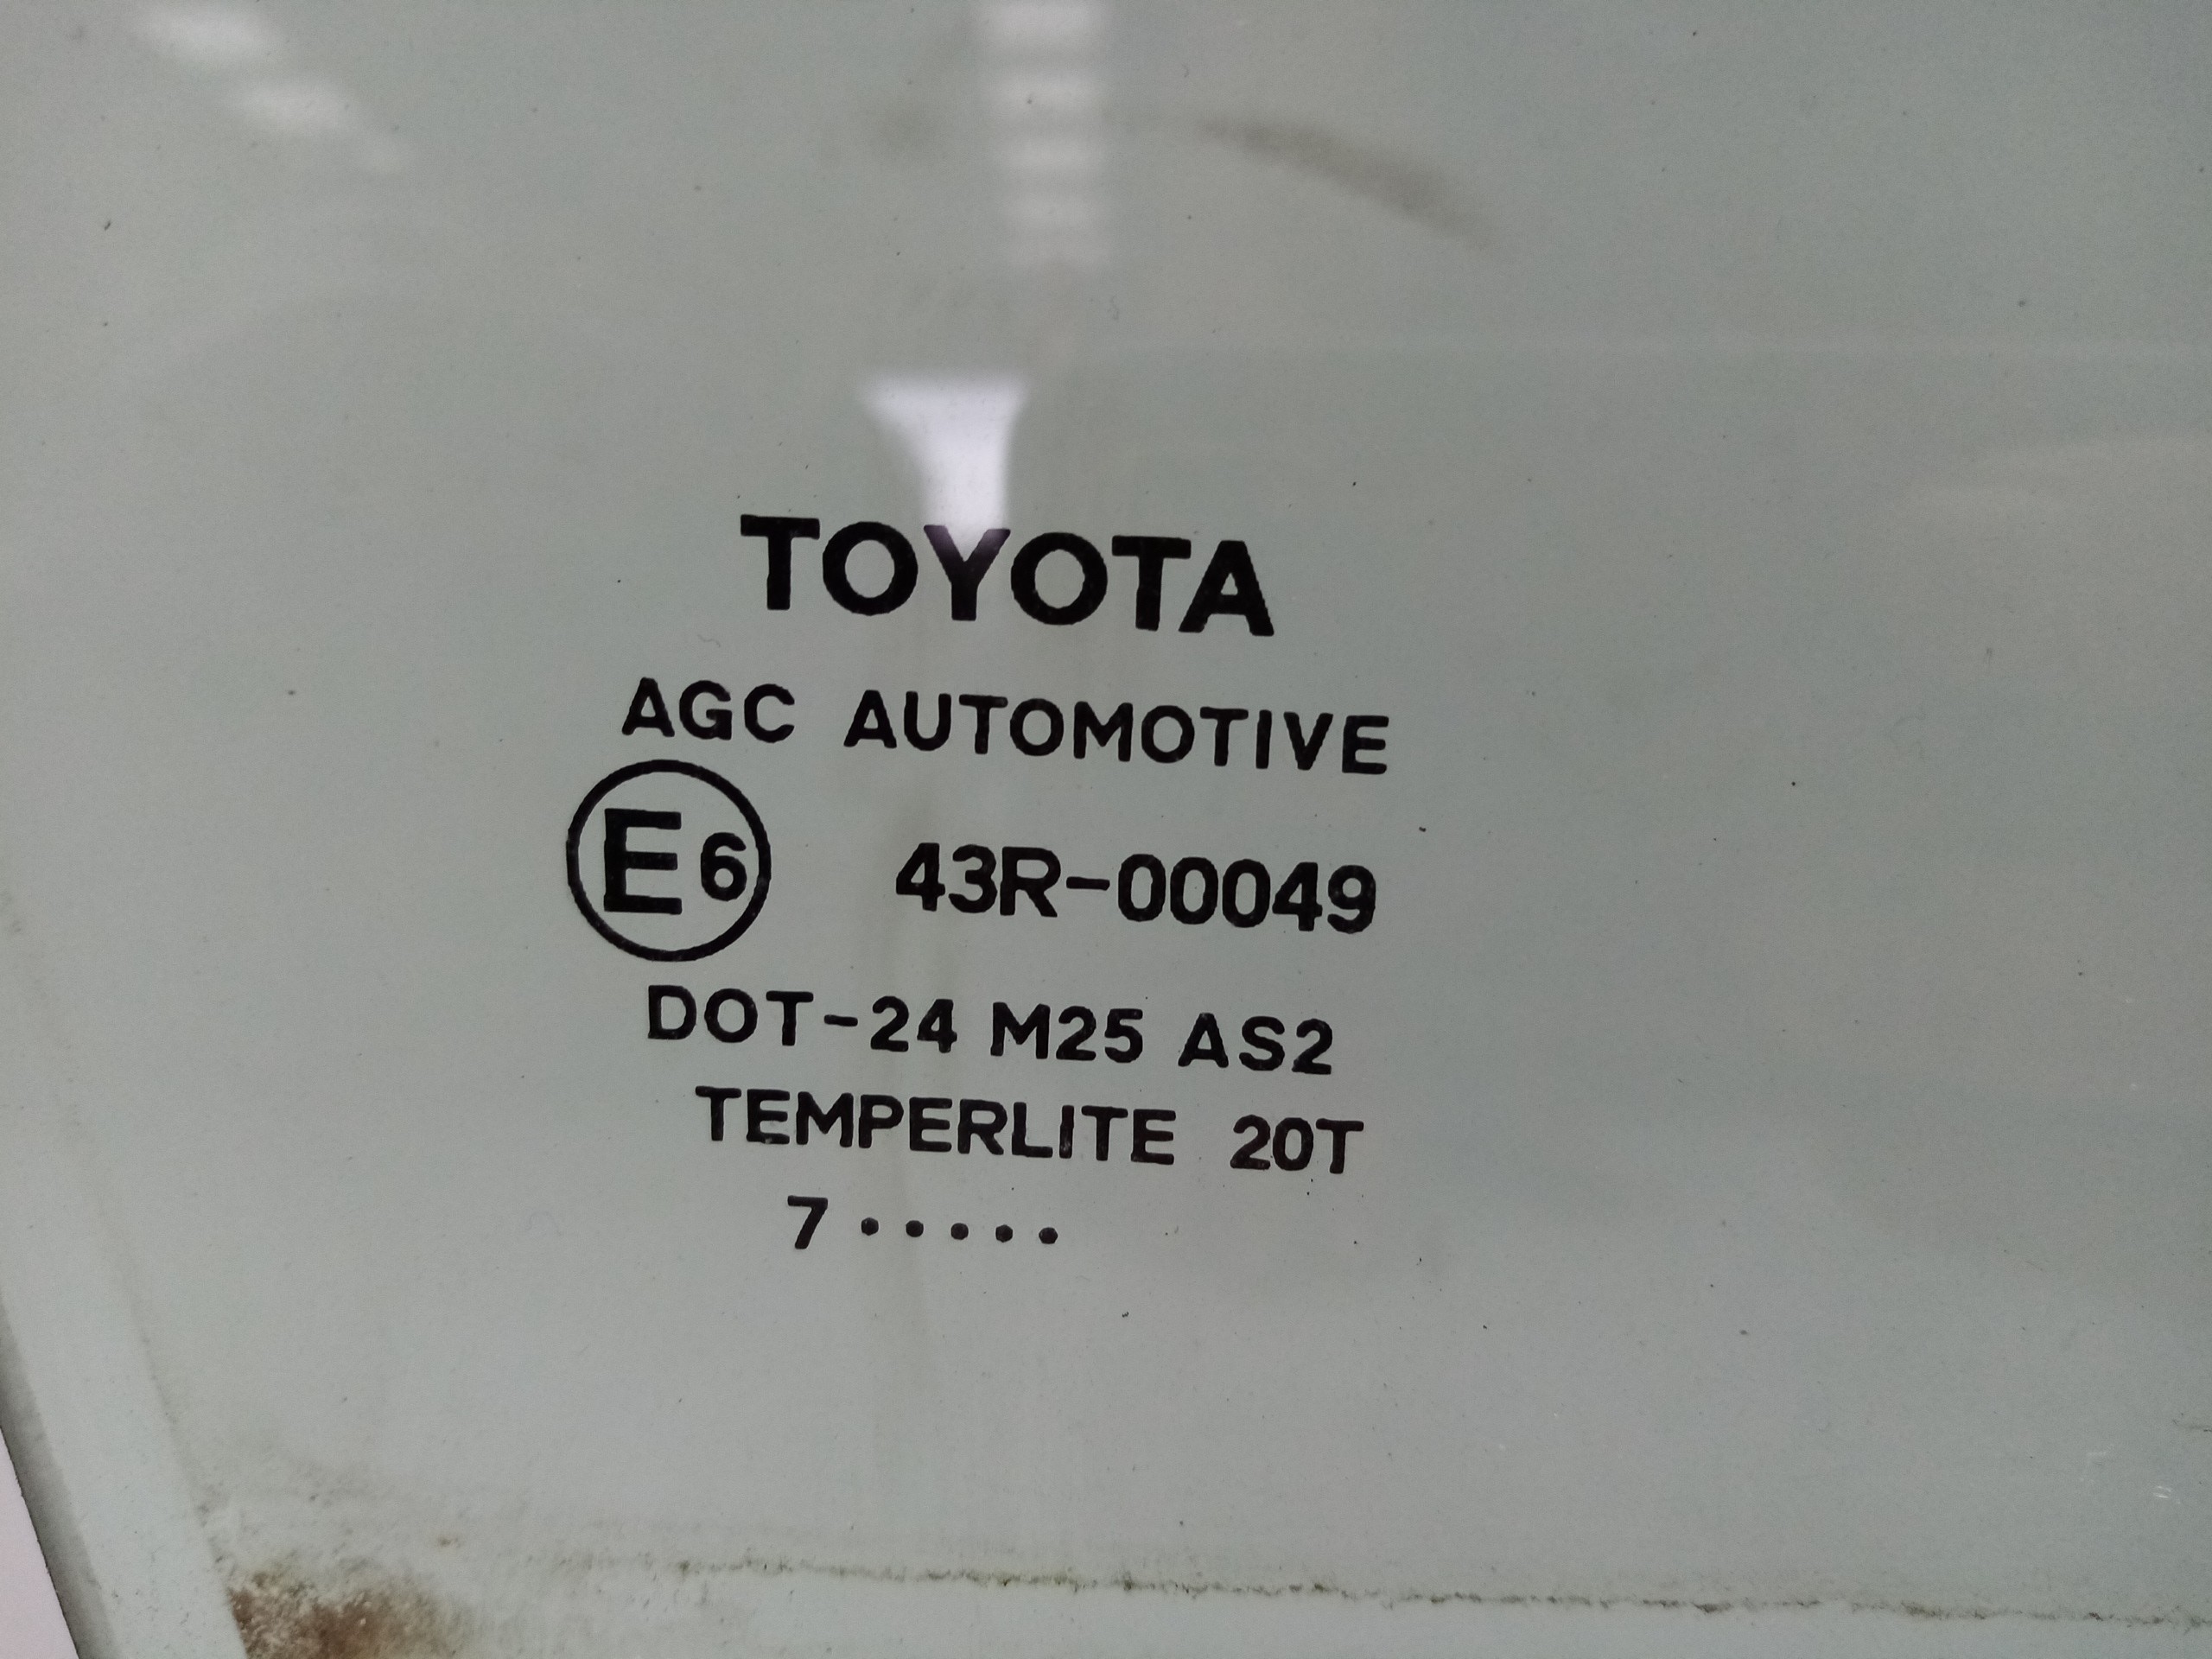 TOYOTA
AGC AUTOMOTIVE
E6 43R-00049
DOT-24 M25 AS2
TEMPERLITE 20T
7 • • • • •